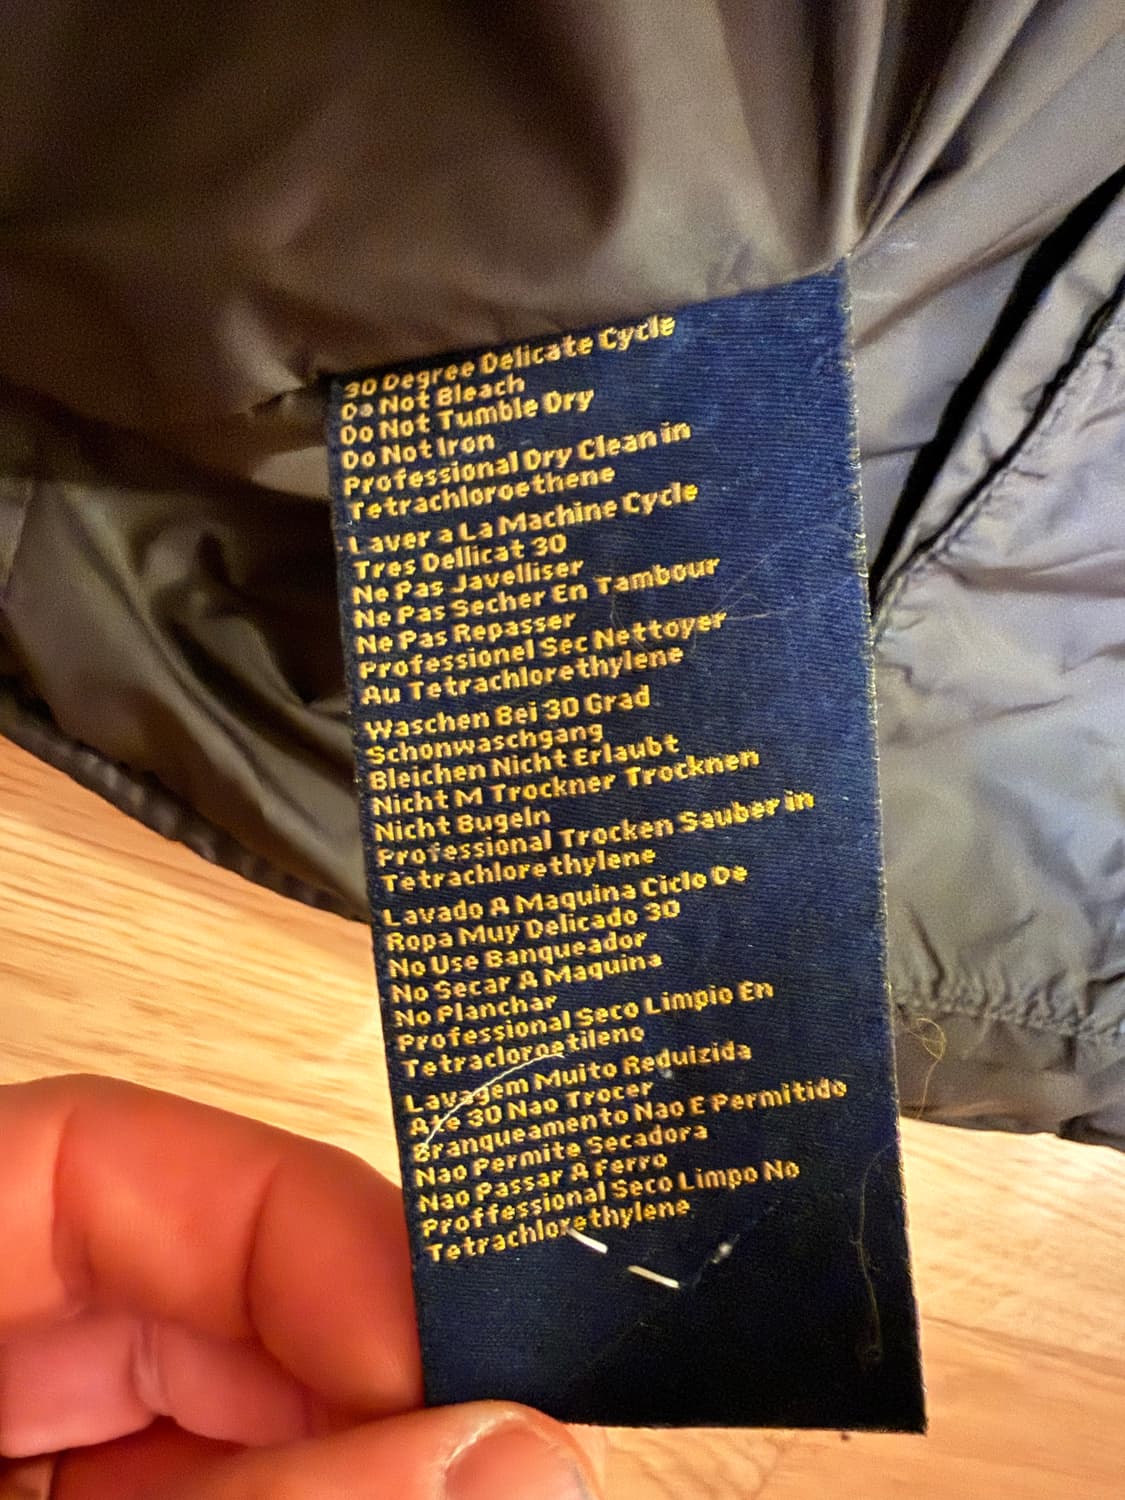 30 Degree Delicate Cycle
Do Not Bleach
Do Not Tumble Dry
Do Not Iron
Professional Dry Clean in
Tetrachloroethene
Laver a La Machine Cycle
Tres Dellicat 30
Ne Pas Javelliser
Ne Pas Secher En Tambour
Ne Pas Repasser
Professionel Sec Nettoyer
Au Tetrachlorethylene
Waschen Bei 30 Grad
Schonwaschgang
Bleichen Nicht Erlaubt
Nicht M Trockner Trocknen
Nicht Bugeln
Professional Trocken Sauber in
Tetrachlorethylene
Lavado A Maquina Ciclo De
Ropa Muy Delicado 30
No Use Banqueador
No Secar A Maquina
No Planchar
Professional Seco Limpio En
Tetracloroetileno
Lavagem Muito Reduizida
Ate 30 Nao Trocer
Branqueamento Nao E Permitido
Nao Permite Secadora
Nao Passar A Ferro
Proffessional Seco Limpo No
Tetrachlorethylene